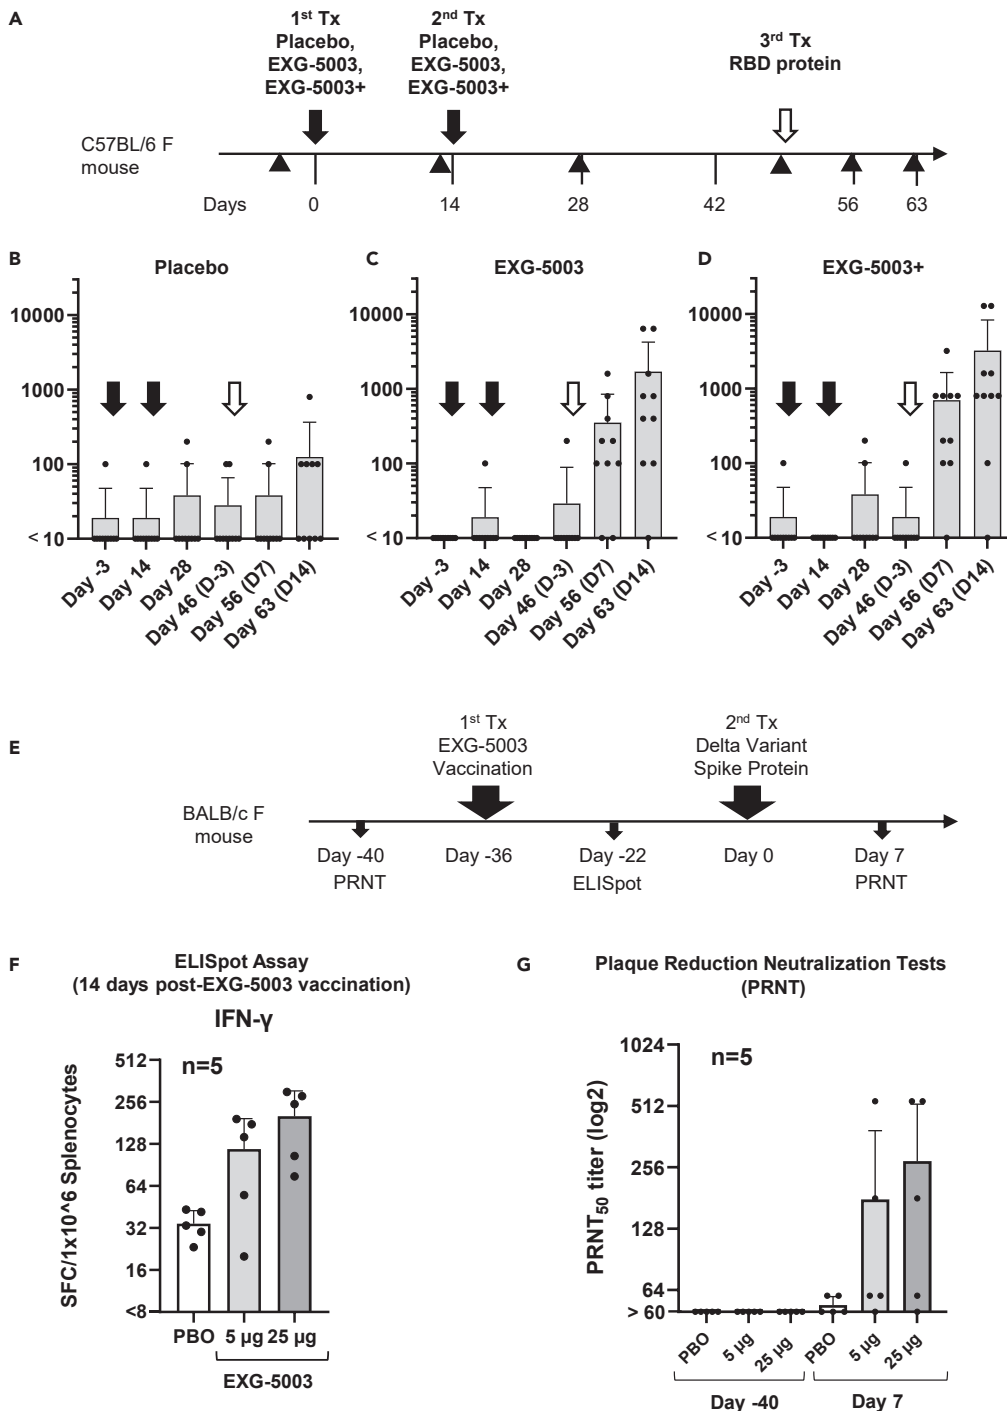 A
1st Tx
Placebo,
EXG-5003,
EXG-5003+
2nd Tx
Placebo,
EXG-5003,
EXG-5003+
3rd Tx
RBD protein
C57BL/6 F
mouse
Days
0
14
28
42
56
63
B
Placebo
10000
1000
100
< 10
Day -3
Day 14
Day 28
Day 46 (D-3)
Day 56 (D7)
Day 63 (D14)
C
EXG-5003
10000
1000
100
< 10
Day -3
Day 14
Day 28
Day 46 (D-3)
Day 56 (D7)
Day 63 (D14)
D
EXG-5003+
10000
1000
100
< 10
Day -3
Day 14
Day 28
Day 46 (D-3)
Day 56 (D7)
Day 63 (D14)
E
1st Tx
EXG-5003
Vaccination
2nd Tx
Delta Variant
Spike Protein
BALB/c F
mouse
Day -40
PRNT
Day -36
Day -22
ELISpot
Day 0
Day 7
PRNT
F
ELISpot Assay
(14 days post-EXG-5003 vaccination)
IFN-γ
n=5
SFC/1x10^6 Splenocytes
512
256
128
64
32
16
<8
PBO
5 µg
25 µg
EXG-5003
G
Plaque Reduction Neutralization Tests
(PRNT)
n=5
PRNT50 titer (log2)
1024
512
256
128
64
> 60
PBO
5 µg
25 µg
PBO
5 µg
25 µg
Day -40
Day 7